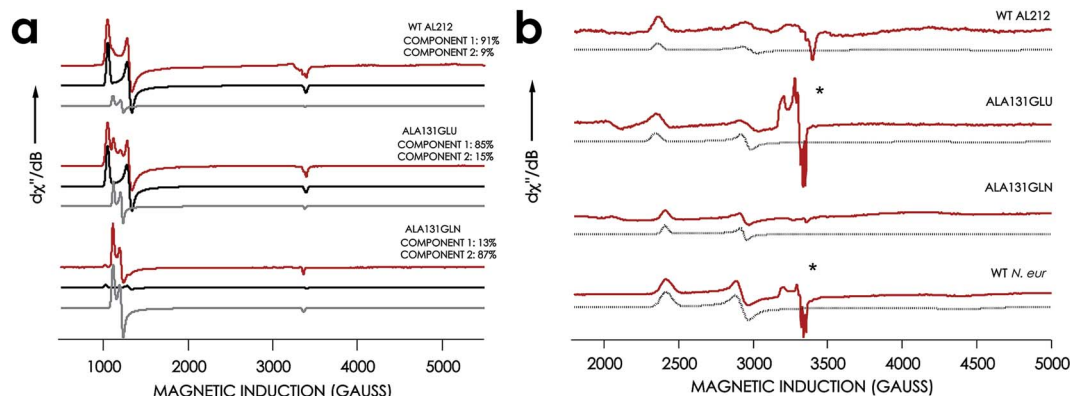 a
WT AL212
COMPONENT 1: 91%
COMPONENT 2: 9%
ALA131GLU
COMPONENT 1: 85%
COMPONENT 2: 15%
ALA131GLN
COMPONENT 1: 13%
COMPONENT 2: 87%
dχ"/dB
1000 2000 3000 4000 5000
MAGNETIC INDUCTION (GAUSS)
b
WT AL212
*
ALA131GLU
ALA131GLN
*
WT N. eur
dχ"/dB
2000 2500 3000 3500 4000 4500 5000
MAGNETIC INDUCTION (GAUSS)